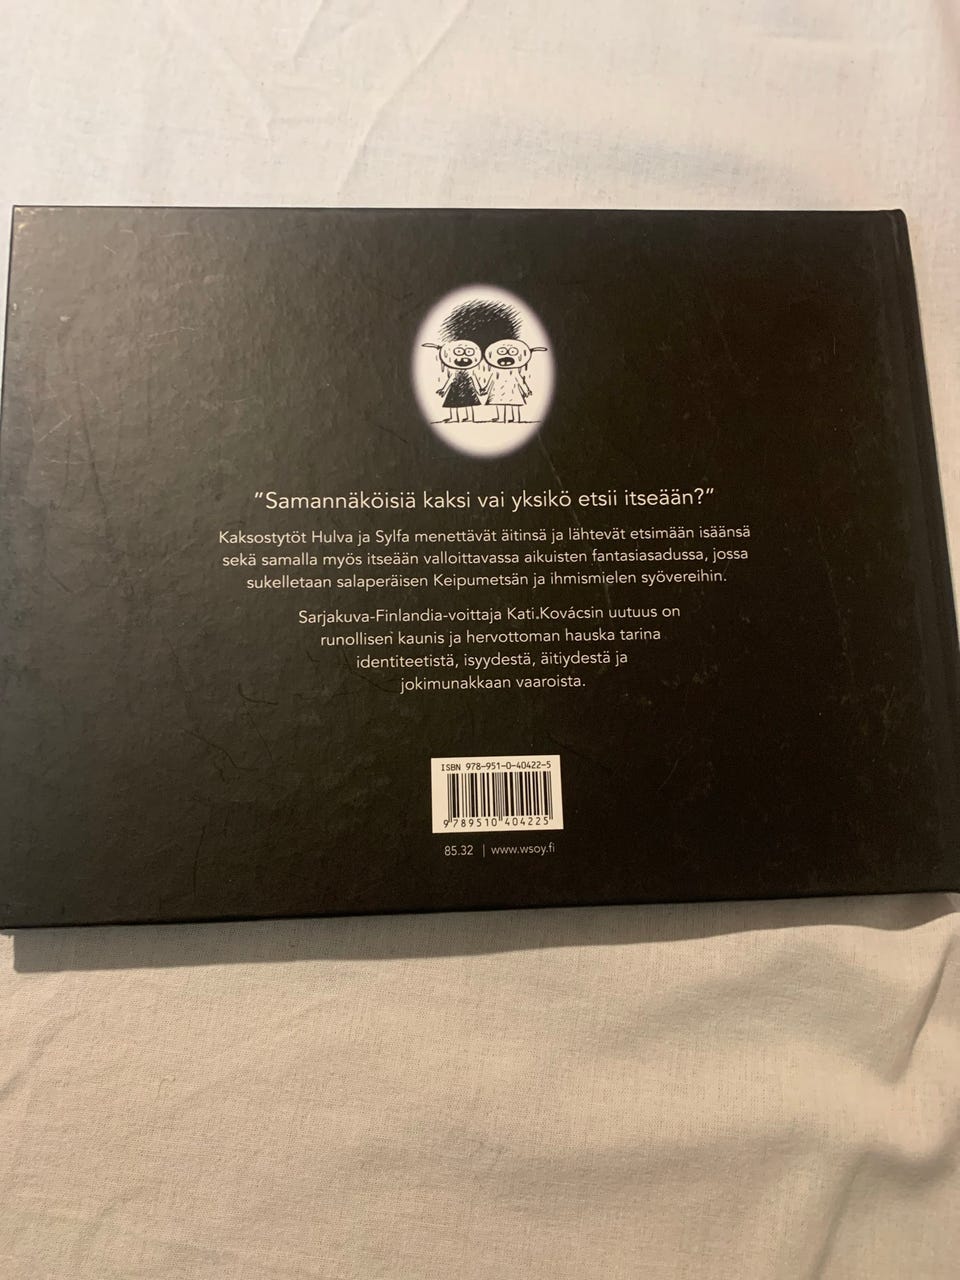 ”Samannäköisiä kaksi vai yksikö etsii itseään?”
Kaksostytöt Hulva ja Sylfa menettävät äitinsä ja lähtevät etsimään isäänsä
sekä samalla myös itseään valloittavassa aikuisten fantasiasadussa, jossa
sukelletaan salaperäisen Keipumetsän ja ihmismielen syövereihin.
Sarjakuva-Finlandia-voittaja Kati.Kovácsin uutuus on
runollisen kaunis ja hervottoman hauska tarina
identiteetistä, isyydestä, äitiydestä ja
jokimunakkaan vaaroista.
ISBN 978-951-0-40422-5
9 789510 404225
85.32 | www.wsoy.fi